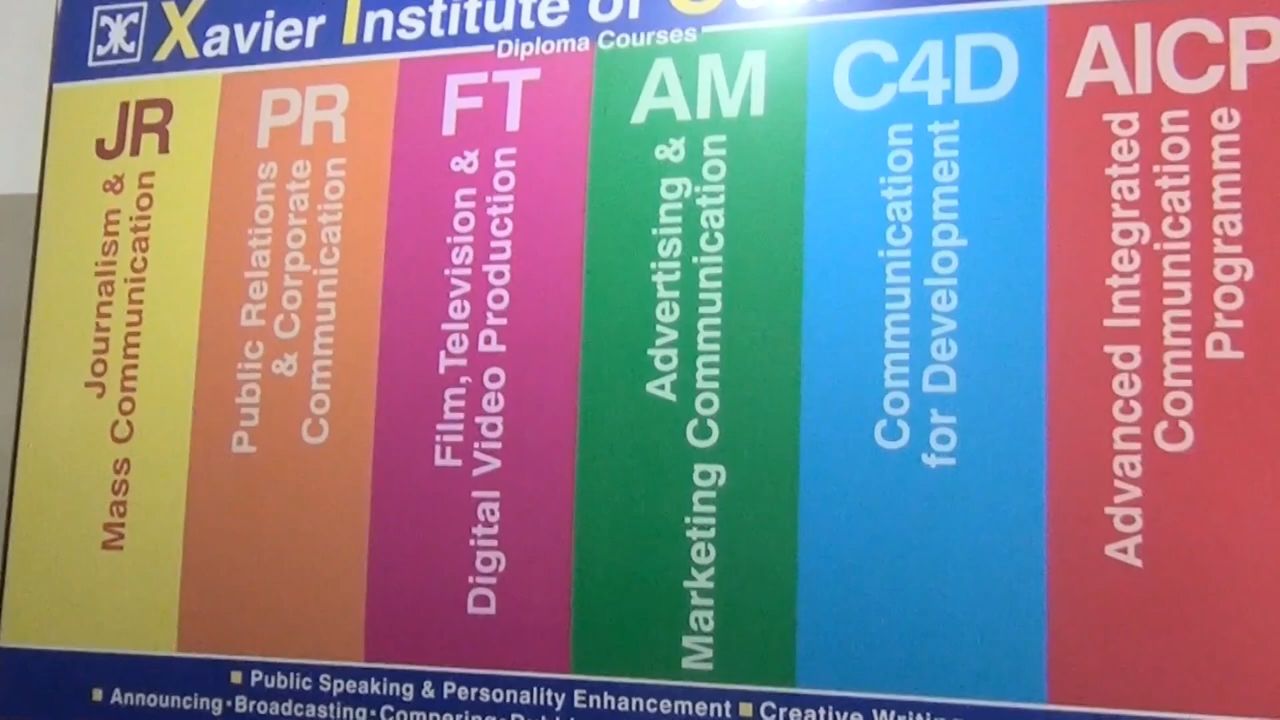 Xavier Institute of
Diploma Courses
JR
Journalism &
Mass Communication
PR
Public Relations
& Corporate
Communication
FT
Film,Television &
Digital Video Production
AM
Advertising &
Marketing Communication
C4D
Communication
for Development
AICP
Advanced Integrated
Communication
Programme
▪ Public Speaking & Personality Enhancement ▪ Creative
▪ Announcing·Broadcasting·